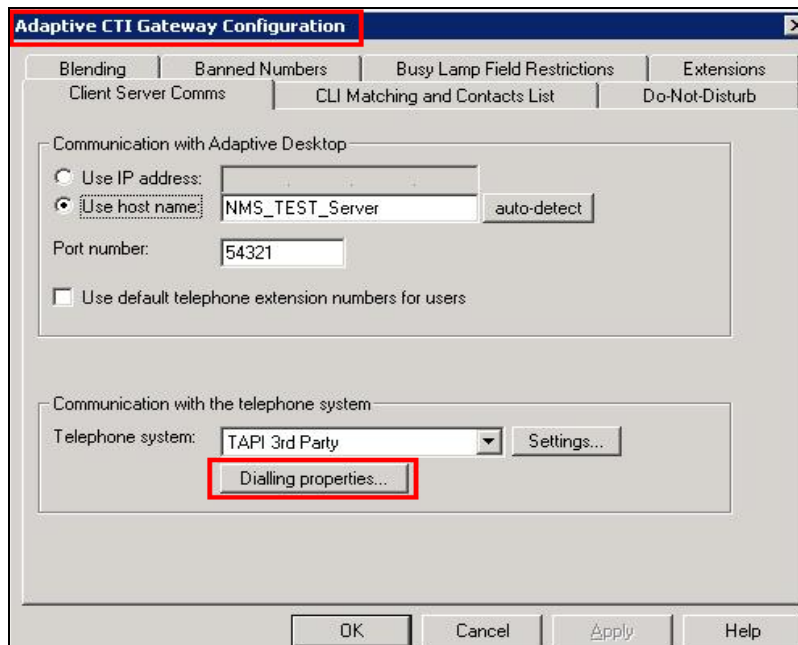 Adaptive CTI Gateway Configuration
Blending Banned Numbers Busy Lamp Field Restrictions Extensions
Client Server Comms CLI Matching and Contacts List Do-Not-Disturb
Communication with Adaptive Desktop
Use IP address:
Use host name: NMS_TEST_Server auto-detect
Port number: 54321
Use default telephone extension numbers for users
Communication with the telephone system
Telephone system: TAPI 3rd Party Settings...
Dialling properties...
OK Cancel Apply Help